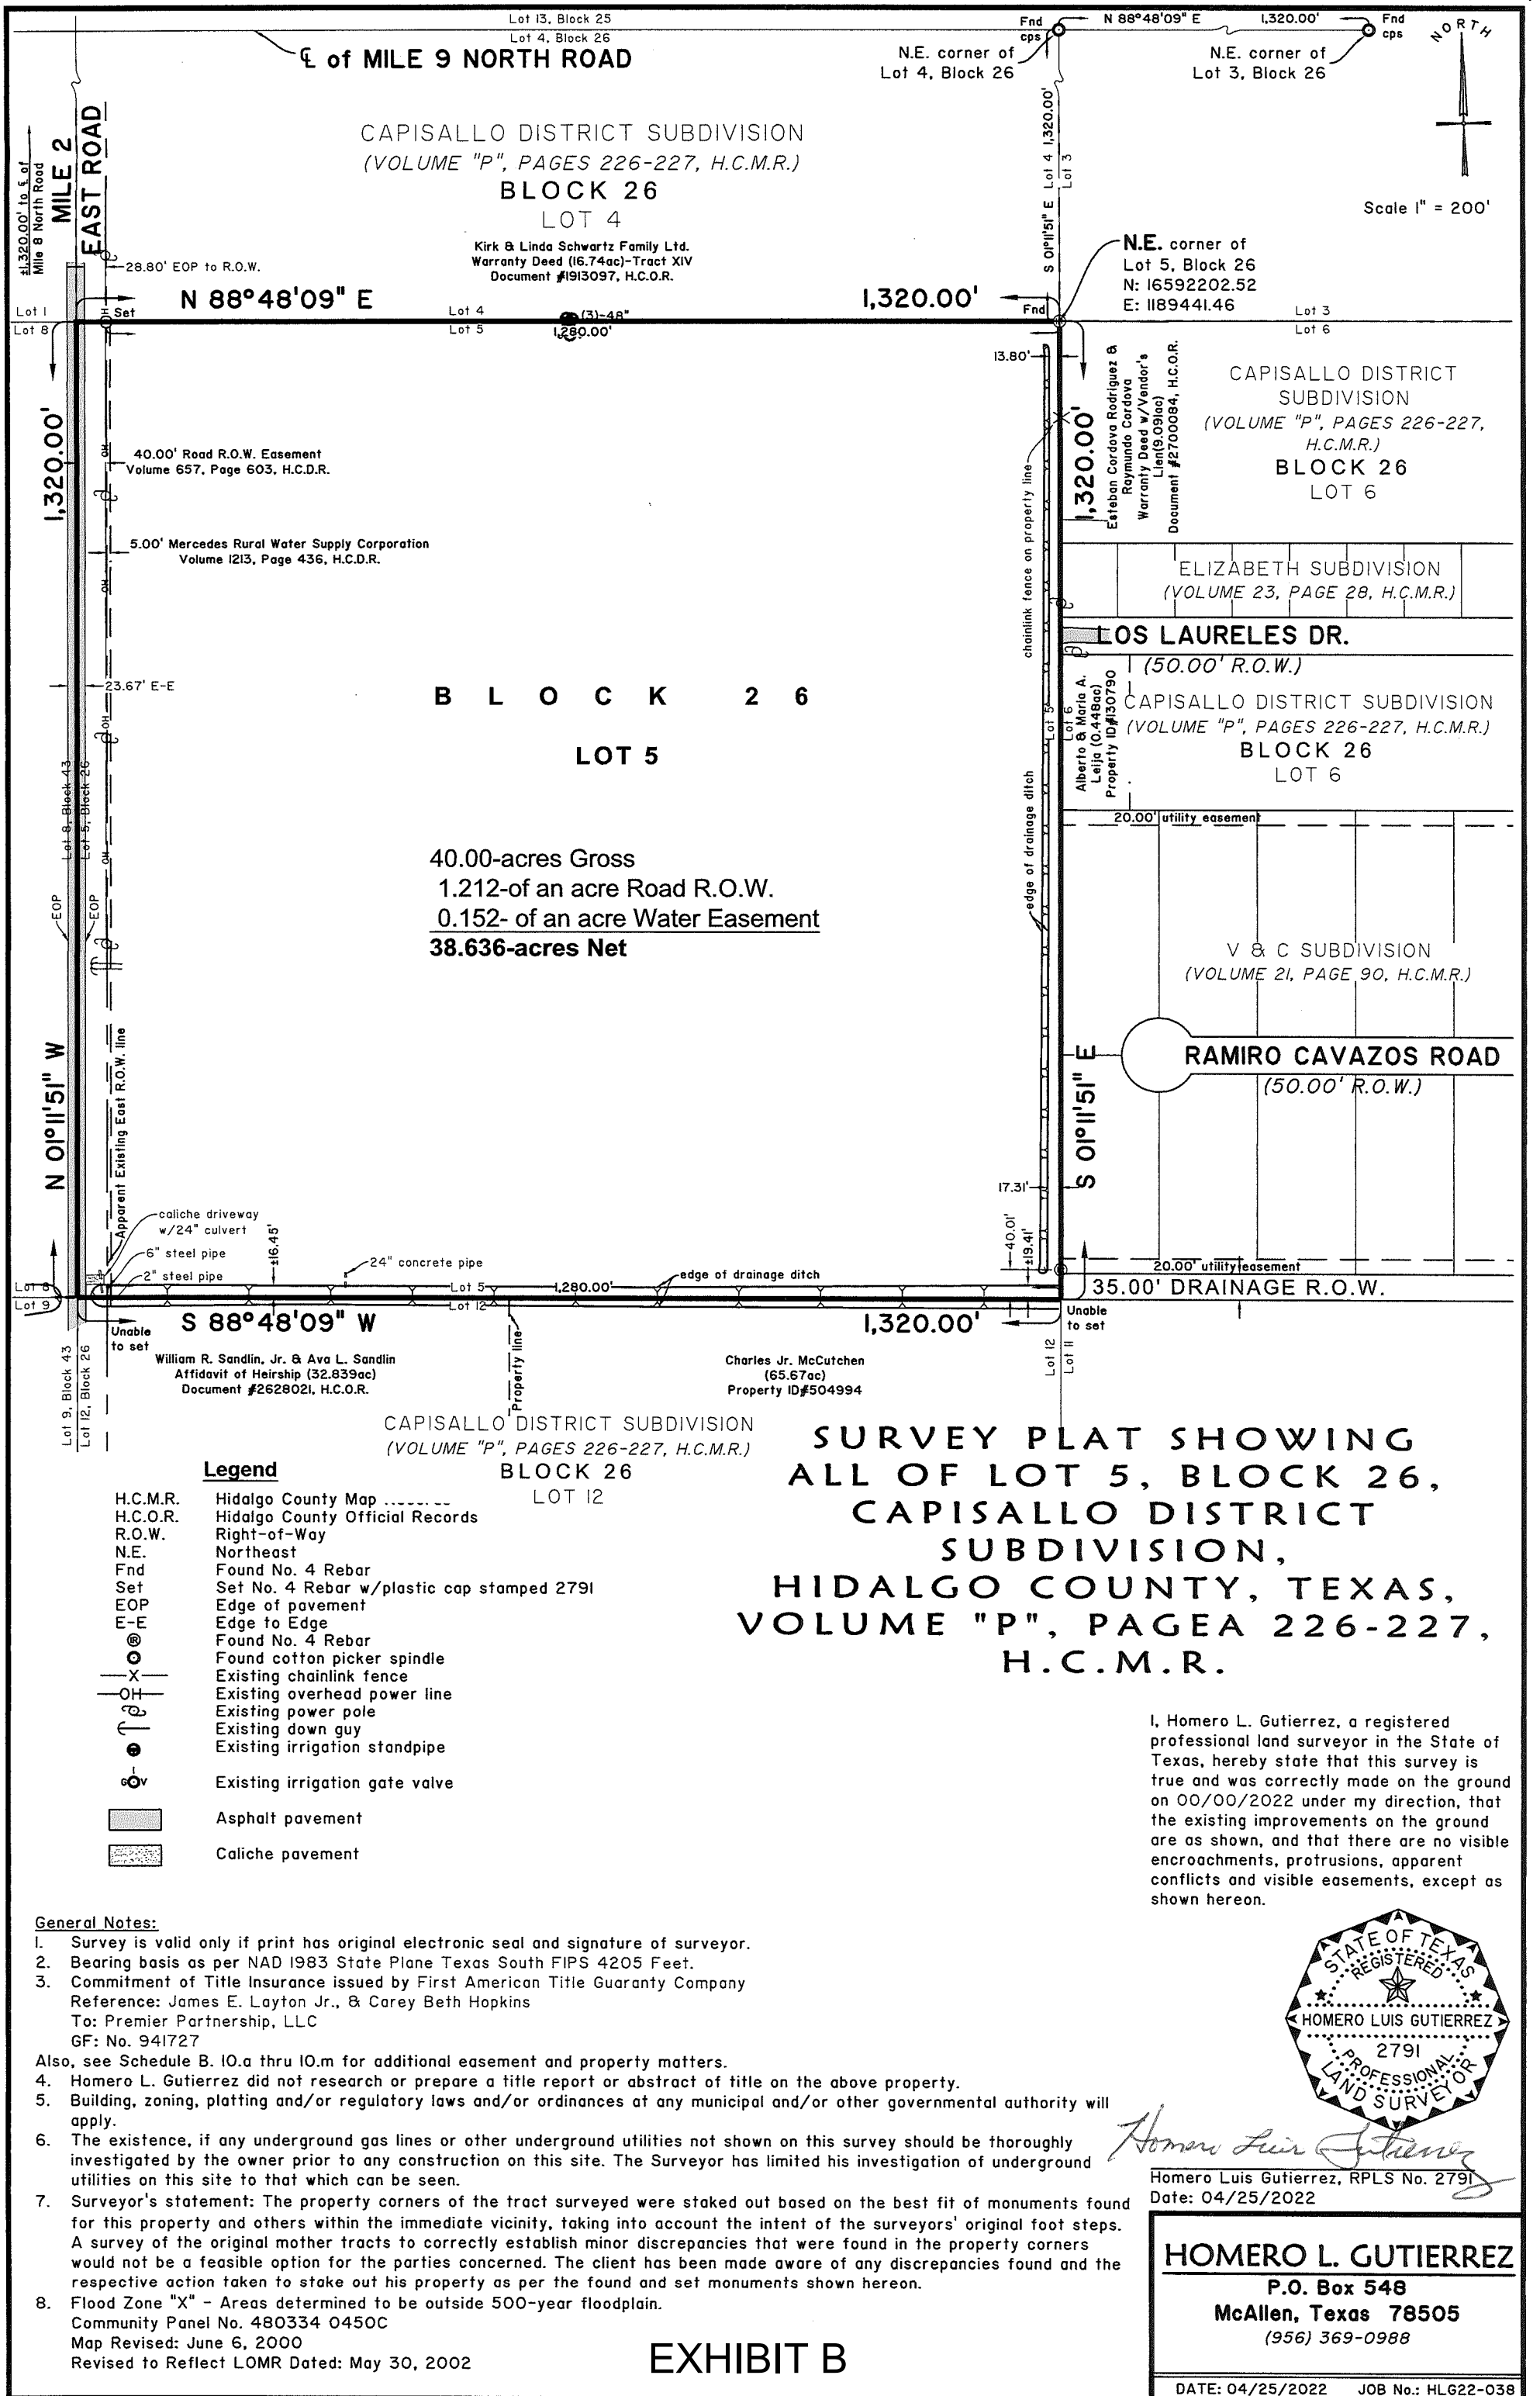 Lot 13, Block 25
Lot 4, Block 26
℄ of MILE 9 NORTH ROAD
Fnd
cps
N 88°48'09" E
1,320.00'
Fnd
cps
N.E. corner of
Lot 4, Block 26
N.E. corner of
Lot 3, Block 26
NORTH
Scale 1" = 200'
±1,320.00' to ℄ of
Mile 8 North Road
MILE 2
EAST ROAD
CAPISALLO DISTRICT SUBDIVISION
(VOLUME "P", PAGES 226-227, H.C.M.R.)
BLOCK 26
LOT 4
Kirk & Linda Schwartz Family Ltd.
Warranty Deed (16.74ac)-Tract XIV
Document #1913097, H.C.O.R.
S 01°11'51" E 1,320.00'
Lot 4
Lot 3
28.80' EOP to R.O.W.
N.E. corner of
Lot 5, Block 26
N: 16592202.52
E: 1189441.46
N 88°48'09" E
1,320.00'
Lot 1
Lot 8
Set
Lot 4
Lot 5
(3)-48"
1,280.00'
Fnd
Lot 3
Lot 6
13.80'
1,320.00'
40.00' Road R.O.W. Easement
Volume 657, Page 603, H.C.D.R.
5.00' Mercedes Rural Water Supply Corporation
Volume 1213, Page 436, H.C.D.R.
OH
OH
OH
OH
OH
chainlink fence on property line
1,320.00'
Esteban Cordova Rodriguez &
Raymundo Cordova
Warranty Deed w/Vendor's
Lien(9.091ac)
Document #2700084, H.C.O.R.
CAPISALLO DISTRICT
SUBDIVISION
(VOLUME "P", PAGES 226-227,
H.C.M.R.)
BLOCK 26
LOT 6
ELIZABETH SUBDIVISION
(VOLUME 23, PAGE 28, H.C.M.R.)
LOS LAURELES DR.
(50.00' R.O.W.)
CAPISALLO DISTRICT SUBDIVISION
(VOLUME "P", PAGES 226-227, H.C.M.R.)
BLOCK 26
LOT 6
Alberto & Maria A.
Leija (0.448ac)
Property ID#130790
Lot 5
Lot 6
23.67' E-E
BLOCK 26
LOT 5
Lot 8, Block 43
Lot 5, Block 26
edge of drainage ditch
20.00' utility easement
40.00-acres Gross
1.212-of an acre Road R.O.W.
0.152- of an acre Water Easement
38.636-acres Net
EOP
EOP
V & C SUBDIVISION
(VOLUME 21, PAGE 90, H.C.M.R.)
RAMIRO CAVAZOS ROAD
(50.00' R.O.W.)
N 01°11'51" W
Apparent Existing East R.O.W. line
S 01°11'51" E
17.31'
40.01'
±19.41'
caliche driveway
w/24" culvert
6" steel pipe
2" steel pipe
±16.45'
24" concrete pipe
edge of drainage ditch
20.00' utility easement
35.00' DRAINAGE R.O.W.
Lot 8
Lot 9
Lot 5
Lot 12
1,280.00'
Unable
to set
S 88°48'09" W
1,320.00'
Unable
to set
Lot 9, Block 43
Lot 12, Block 26
William R. Sandlin, Jr. & Ava L. Sandlin
Affidavit of Heirship (32.839ac)
Document #2628021, H.C.O.R.
Property line
Charles Jr. McCutchen
(65.67ac)
Property ID#504994
Lot 12
Lot 11
CAPISALLO DISTRICT SUBDIVISION
(VOLUME "P", PAGES 226-227, H.C.M.R.)
BLOCK 26
LOT 12
SURVEY PLAT SHOWING
ALL OF LOT 5, BLOCK 26,
CAPISALLO DISTRICT
SUBDIVISION,
HIDALGO COUNTY, TEXAS,
VOLUME "P", PAGEA 226-227,
H.C.M.R.
Legend
H.C.M.R. Hidalgo County Map
H.C.O.R. Hidalgo County Official Records
R.O.W. Right-of-Way
N.E. Northeast
Fnd Found No. 4 Rebar
Set Set No. 4 Rebar w/plastic cap stamped 2791
EOP Edge of pavement
E-E Edge to Edge
® Found No. 4 Rebar
Found cotton picker spindle
X Existing chainlink fence
OH Existing overhead power line
Existing power pole
Existing down guy
Existing irrigation standpipe
G V Existing irrigation gate valve
Asphalt pavement
Caliche pavement
I, Homero L. Gutierrez, a registered
professional land surveyor in the State of
Texas, hereby state that this survey is
true and was correctly made on the ground
on 00/00/2022 under my direction, that
the existing improvements on the ground
are as shown, and that there are no visible
encroachments, protrusions, apparent
conflicts and visible easements, except as
shown hereon.
STATE OF TEXAS
REGISTERED
HOMERO LUIS GUTIERREZ
2791
PROFESSIONAL
LAND SURVEYOR
Homero Luis Gutierrez
Homero Luis Gutierrez, RPLS No. 2791
Date: 04/25/2022
General Notes:
1. Survey is valid only if print has original electronic seal and signature of surveyor.
2. Bearing basis as per NAD 1983 State Plane Texas South FIPS 4205 Feet.
3. Commitment of Title Insurance issued by First American Title Guaranty Company
Reference: James E. Layton Jr., & Carey Beth Hopkins
To: Premier Partnership, LLC
GF: No. 941727
Also, see Schedule B. 10.a thru 10.m for additional easement and property matters.
4. Homero L. Gutierrez did not research or prepare a title report or abstract of title on the above property.
5. Building, zoning, platting and/or regulatory laws and/or ordinances at any municipal and/or other governmental authority will
apply.
6. The existence, if any underground gas lines or other underground utilities not shown on this survey should be thoroughly
investigated by the owner prior to any construction on this site. The Surveyor has limited his investigation of underground
utilities on this site to that which can be seen.
7. Surveyor's statement: The property corners of the tract surveyed were staked out based on the best fit of monuments found
for this property and others within the immediate vicinity, taking into account the intent of the surveyors' original foot steps.
A survey of the original mother tracts to correctly establish minor discrepancies that were found in the property corners
would not be a feasible option for the parties concerned. The client has been made aware of any discrepancies found and the
respective action taken to stake out his property as per the found and set monuments shown hereon.
8. Flood Zone "X" - Areas determined to be outside 500-year floodplain.
Community Panel No. 480334 0450C
Map Revised: June 6, 2000
Revised to Reflect LOMR Dated: May 30, 2002
EXHIBIT B
HOMERO L. GUTIERREZ
P.O. Box 548
McAllen, Texas 78505
(956) 369-0988
DATE: 04/25/2022 JOB No.: HLG22-038